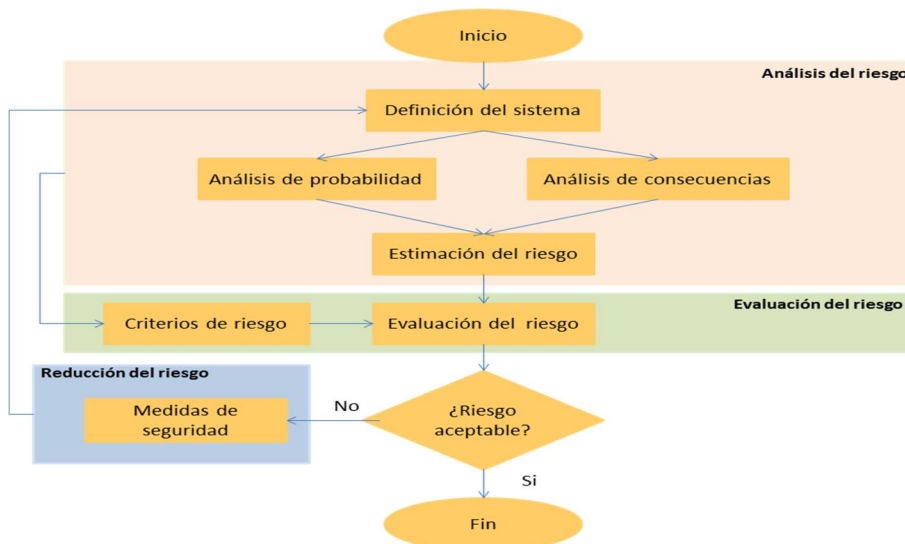 Inicio
Análisis del riesgo
Definición del sistema
Análisis de probabilidad
Análisis de consecuencias
Estimación del riesgo
Evaluación del riesgo
Criterios de riesgo
Evaluación del riesgo
Reducción del riesgo
Medidas de
seguridad
No
¿Riesgo
aceptable?
Si
Fin